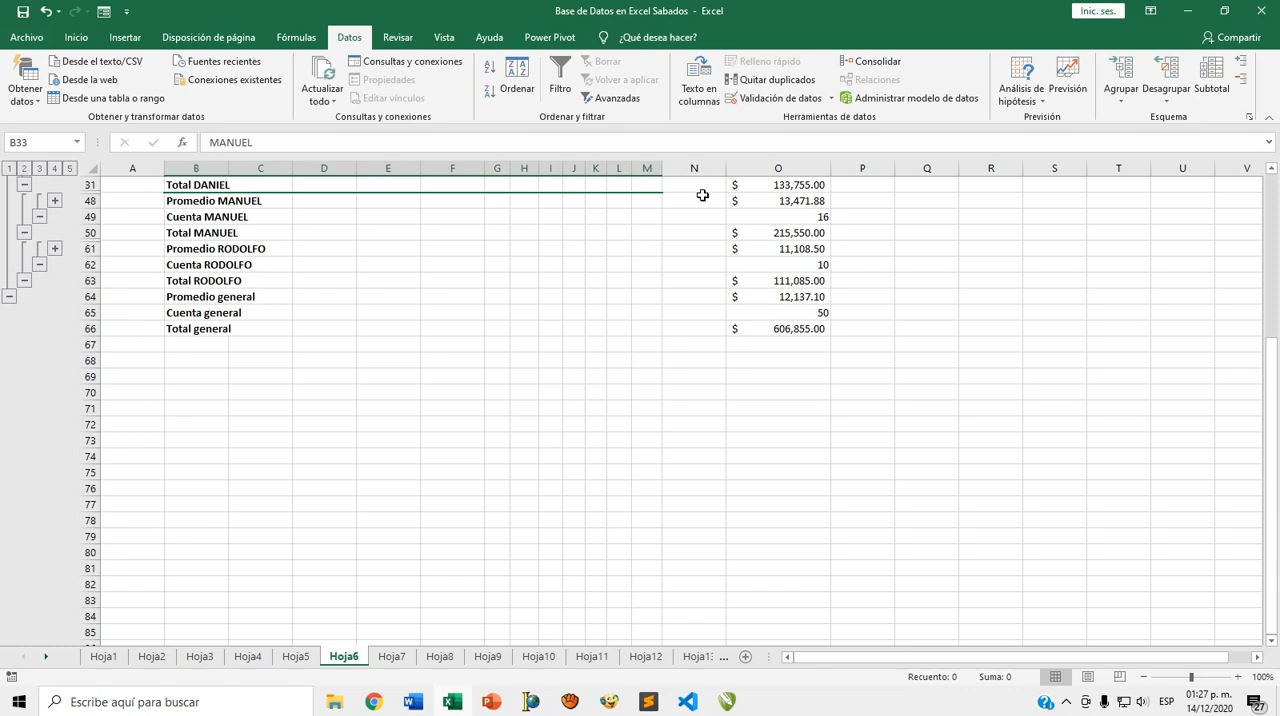 Base de Datos en Excel Sabados - Excel
Inic. ses.
Archivo Inicio Insertar Disposición de página Fórmulas Datos Revisar Vista Ayuda Power Pivot ¿Qué desea hacer? Compartir
Obtener datos
Desde el texto/CSV
Desde la web
Desde una tabla o rango
Fuentes recientes
Conexiones existentes
Obtener y transformar datos
Actualizar todo
Consultas y conexiones
Propiedades
Editar vínculos
Consultas y conexiones
Ordenar
Filtro
Borrar
Volver a aplicar
Avanzadas
Ordenar y filtrar
Texto en columnas
Relleno rápido
Quitar duplicados
Validación de datos
Consolidar
Relaciones
Administrar modelo de datos
Herramientas de datos
Análisis de hipótesis
Previsión
Previsión
Agrupar
Desagrupar
Subtotal
Esquema
B33 fx MANUEL
1 2 3 4 5 A B C D E F G H I J K L M N O P Q R S T U V
31 Total DANIEL $ 133,755.00
48 Promedio MANUEL $ 13,471.88
49 Cuenta MANUEL 16
50 Total MANUEL $ 215,550.00
61 Promedio RODOLFO $ 11,108.50
62 Cuenta RODOLFO 10
63 Total RODOLFO $ 111,085.00
64 Promedio general $ 12,137.10
65 Cuenta general 50
66 Total general $ 606,855.00
67
68
69
70
71
72
73
74
75
76
77
78
79
80
81
82
83
84
85
Hoja1 Hoja2 Hoja3 Hoja4 Hoja5 Hoja6 Hoja7 Hoja8 Hoja9 Hoja10 Hoja11 Hoja12 Hoja1 ...
Recuento: 0 Suma: 0 100%
Escribe aquí para buscar
ESP
01:27 p. m.
14/12/2020
27